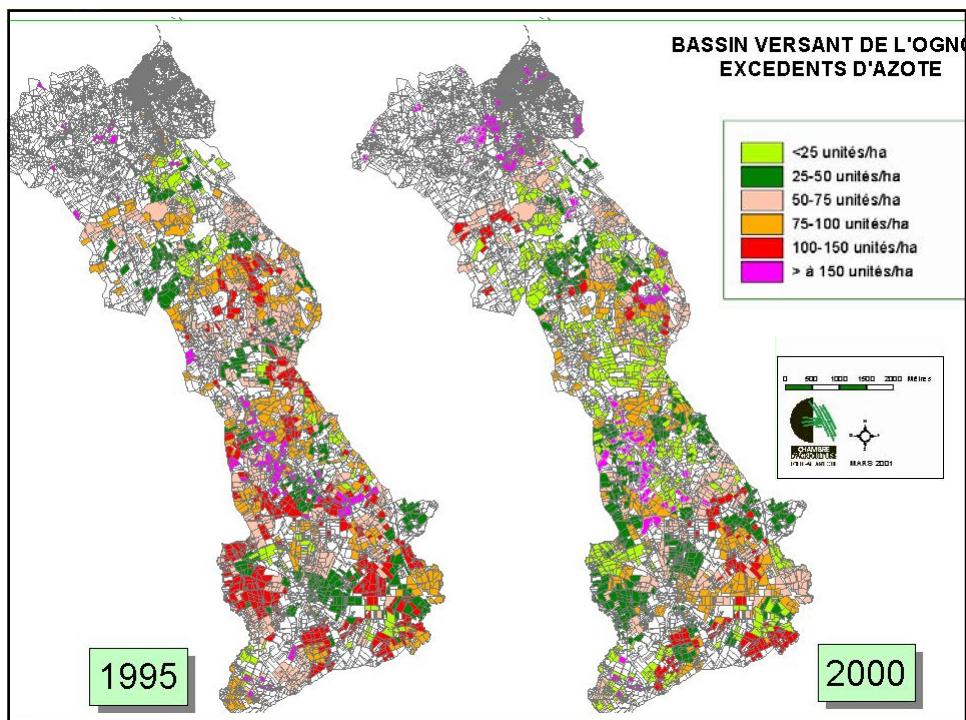 BASSIN VERSANT DE L'OGNO
EXCEDENTS D'AZOTE
<25 unités/ha
25-50 unités/ha
50-75 unités/ha
75-100 unités/ha
100-150 unités/ha
> à 150 unités/ha
0 500 1000 1500 2000 Mètres
CHAMBRE
D'AGRICULTURE
MARS 2001
1995
2000